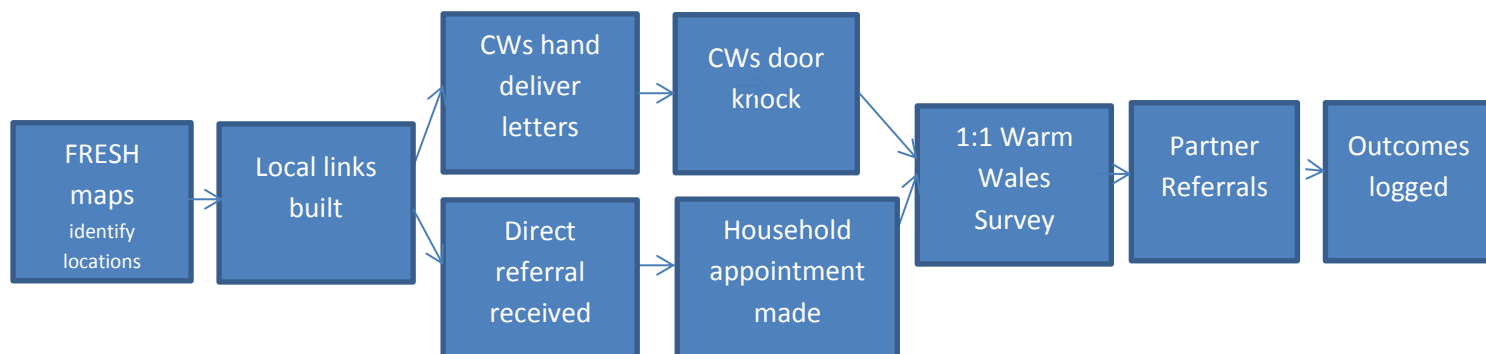 FRESH
maps
identify
locations
Local links
built
CWs hand
deliver
letters
CWs door
knock
Direct
referral
received
Household
appointment
made
1:1 Warm
Wales
Survey
Partner
Referrals
Outcomes
logged